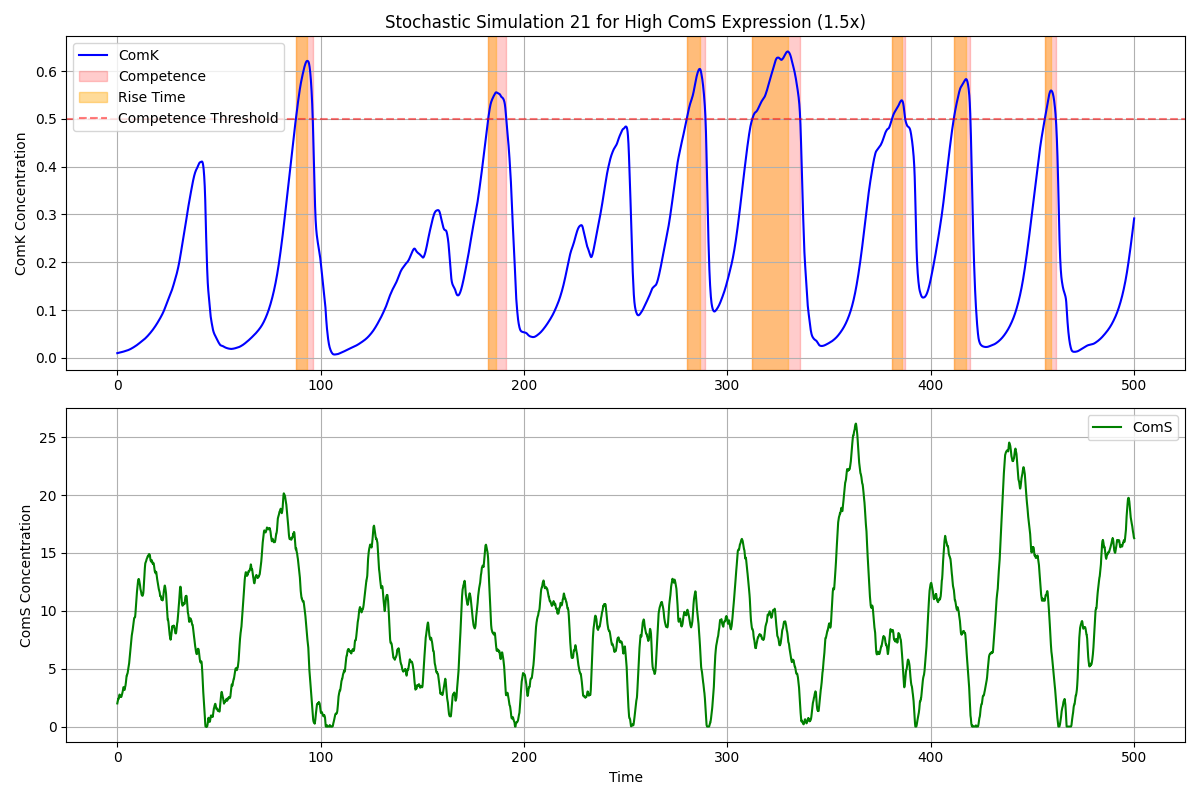 Stochastic Simulation 21 for High ComS Expression (1.5x)
ComK
Competence
Rise Time
Competence Threshold
ComK Concentration
0.6
0.5
0.4
0.3
0.2
0.1
0.0
0 100 200 300 400 500
ComS
ComS Concentration
25
20
15
10
5
0
0 100 200 300 400 500
Time